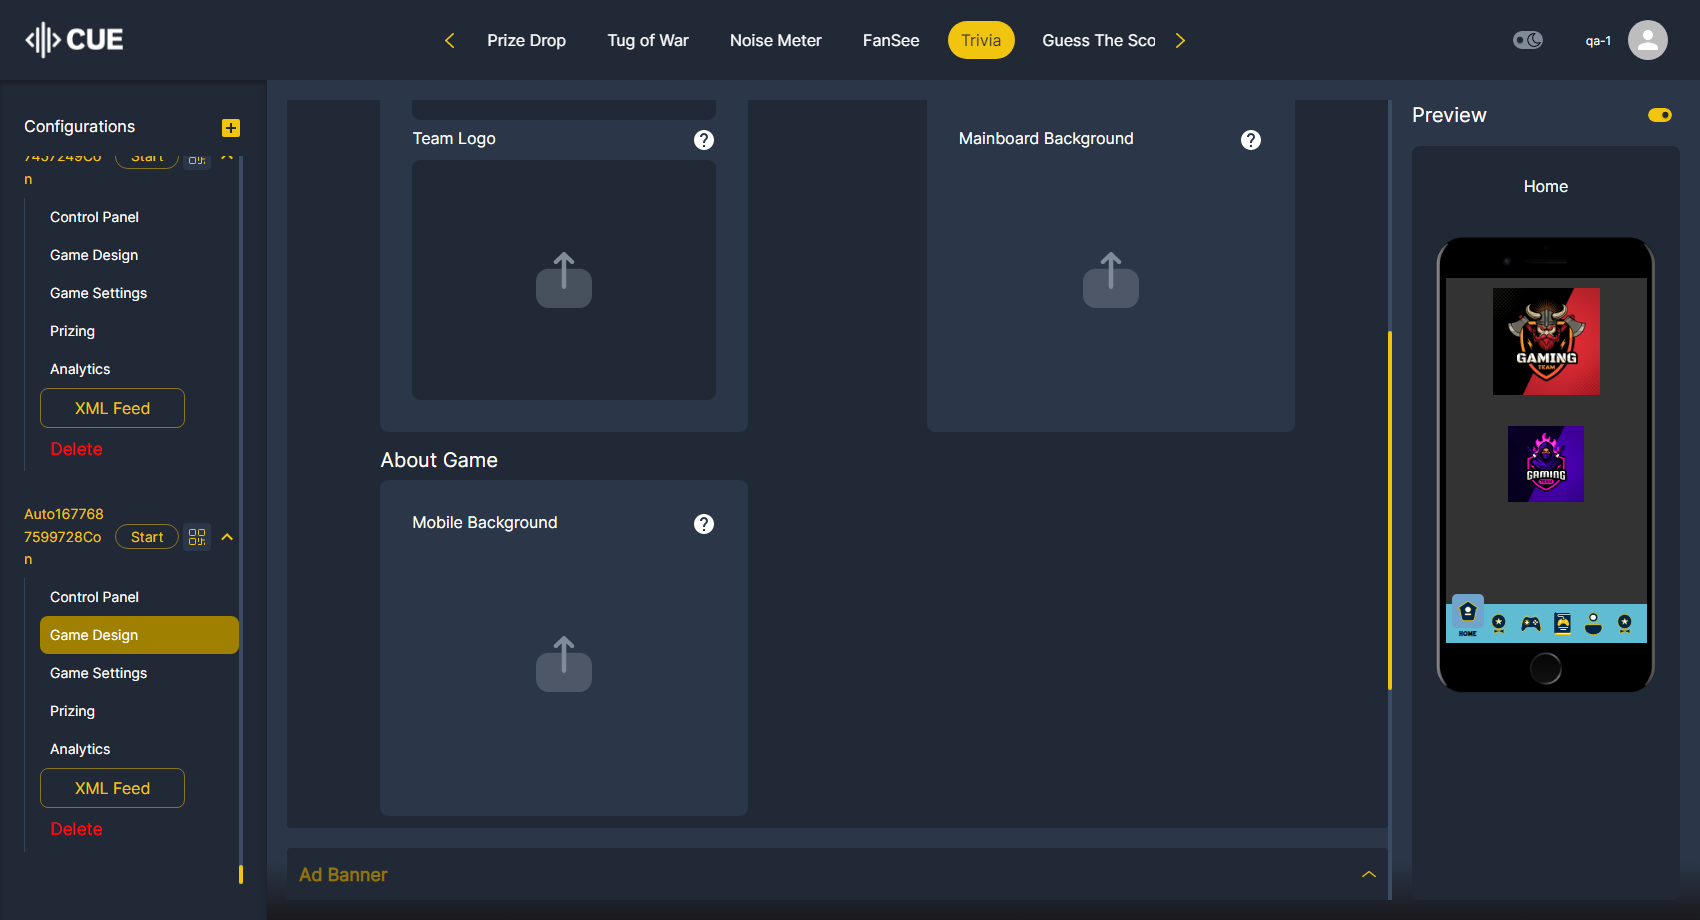 CUE
Prize Drop
Tug of War
Noise Meter
FanSee
Trivia
Guess The Sco
qa-1
Configurations
7457249Co
n
Start
Control Panel
Game Design
Game Settings
Prizing
Analytics
XML Feed
Delete
Auto167768
7599728Co
n
Start
Control Panel
Game Design
Game Settings
Prizing
Analytics
XML Feed
Delete
Team Logo
Mainboard Background
About Game
Mobile Background
Ad Banner
Preview
Home
GAMING
TEAM
GAMING
TEAM
HOME